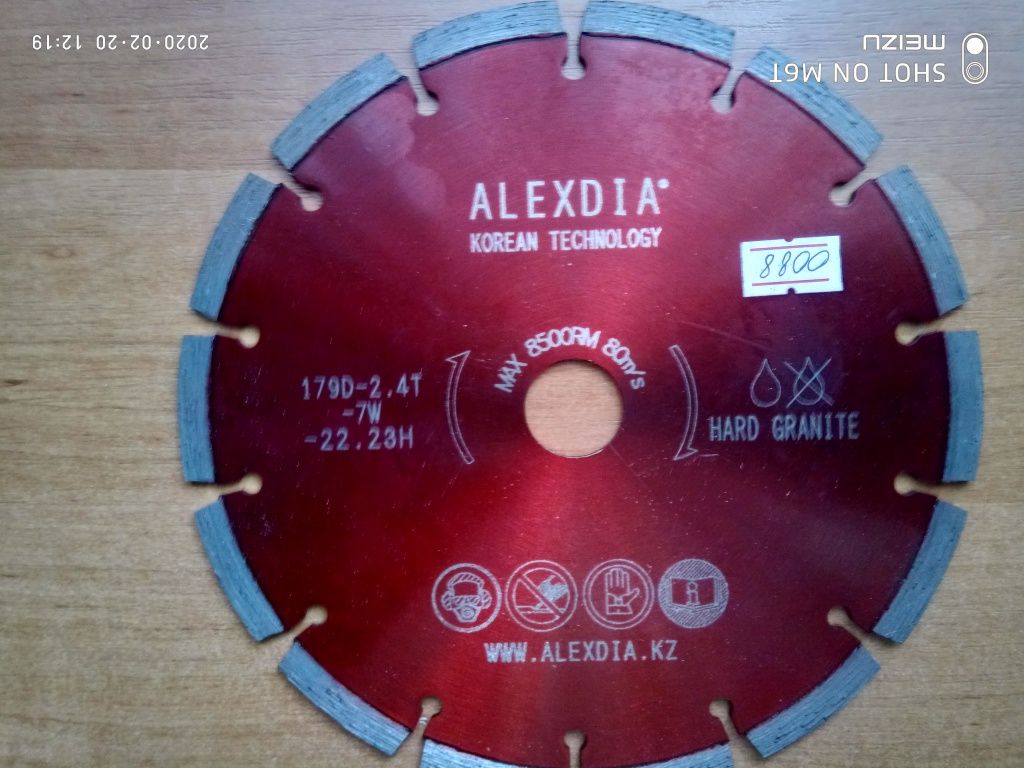 2020·02·20 12:19
SHOT ON M6T
MEIZU
ALEXDIA
KOREAN TECHNOLOGY
8800
MAX 8500RM 80m/s
179D-2.4T
-7W
-22.23H
HARD GRANITE
WWW.ALEXDIA.KZ